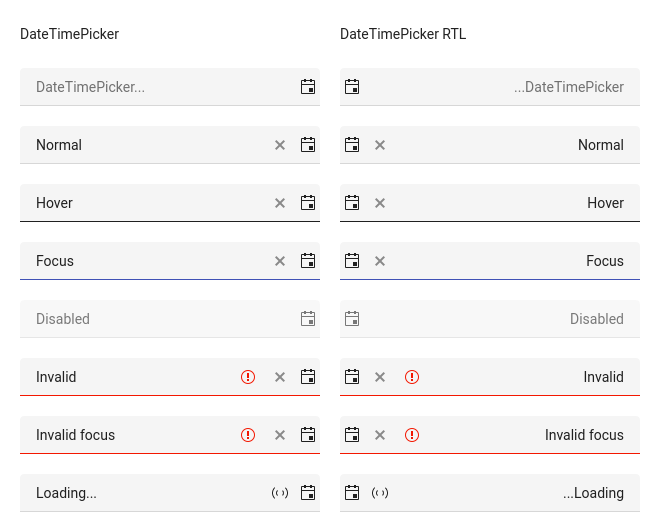 DateTimePicker
DateTimePicker RTL
DateTimePicker...
...DateTimePicker
Normal
Normal
Hover
Hover
Focus
Focus
Disabled
Disabled
Invalid
Invalid
Invalid focus
Invalid focus
Loading...
...Loading